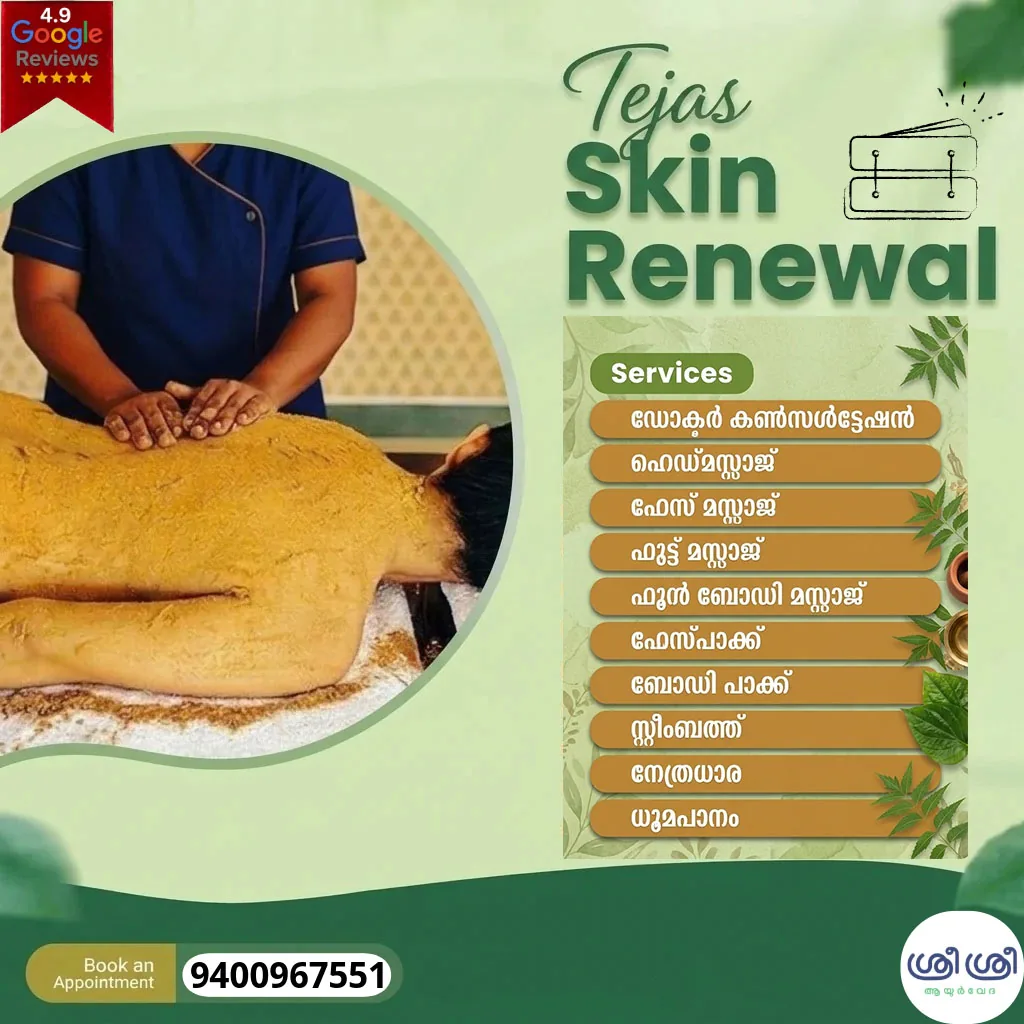 4.9
Google
Reviews
Tejas
Skin
Renewal
Services
ഡോക്ടർ കൺസൾട്ടേഷൻ
ഹെഡ്മസ്സാജ്
ഫേസ് മസ്സാജ്
ഫുട്ട് മസ്സാജ്
ഫൂൻ ബോഡി മസ്സാജ്
ഫേസ്പാക്ക്
ബോഡി പാക്ക്
സ്റ്റീംബത്ത്
നേത്രധാര
ധൂമപാനം
Book an
Appointment
9400967551
ശ്രീ ശ്രീ
ആയുർവേദ